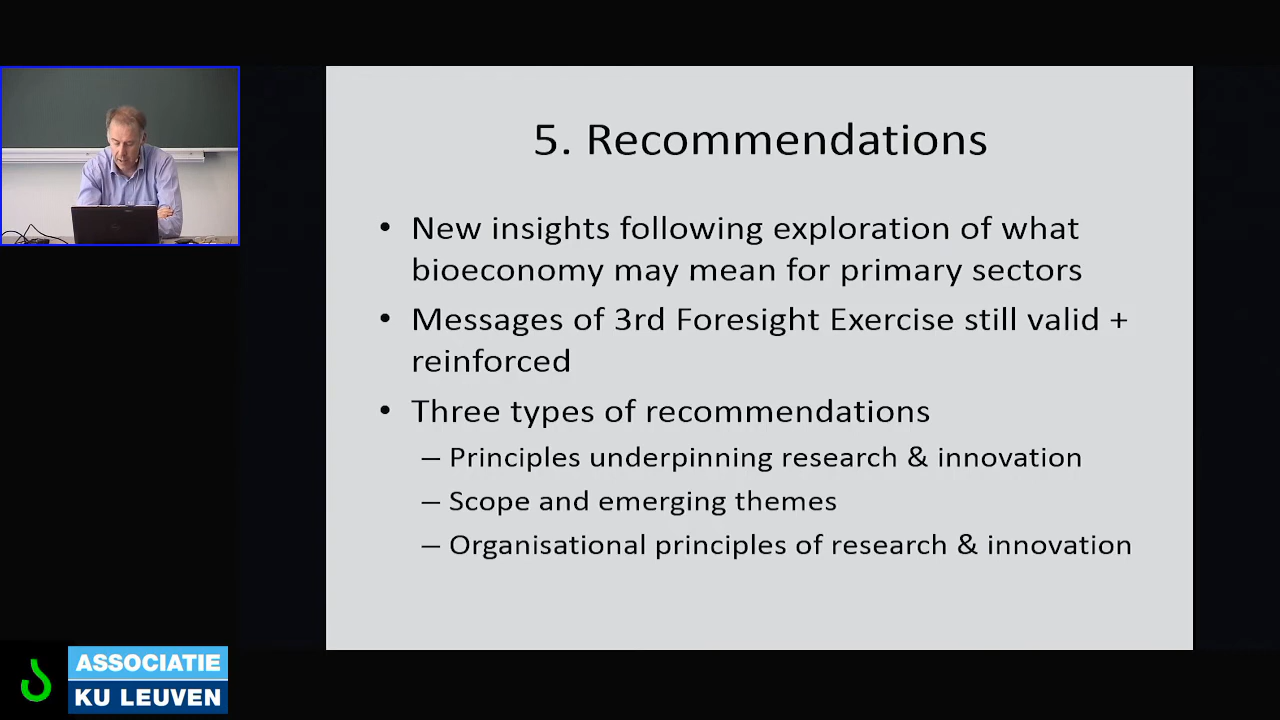 5. Recommendations
• New insights following exploration of what
bioeconomy may mean for primary sectors
• Messages of 3rd Foresight Exercise still valid +
reinforced
• Three types of recommendations
– Principles underpinning research & innovation
– Scope and emerging themes
– Organisational principles of research & innovation
ASSOCIATIE
KU LEUVEN